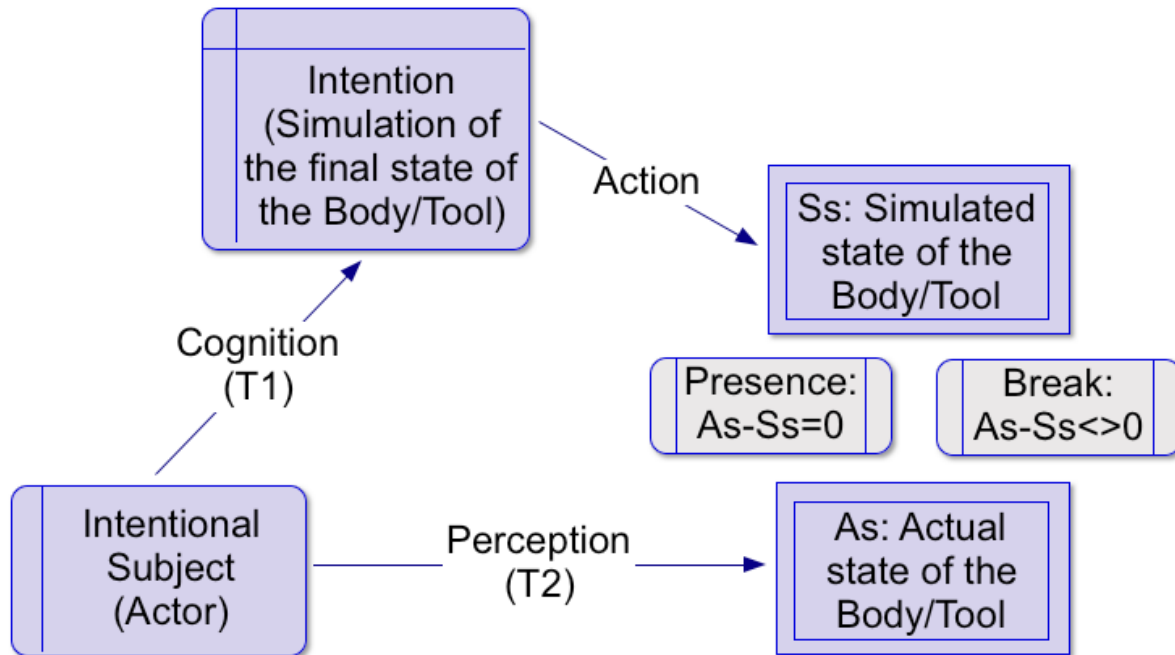 Intention
(Simulation of
the final state of
the Body/Tool)
Action
Ss: Simulated
state of the
Body/Tool
Cognition
(T1)
Presence:
As-Ss=0
Break:
As-Ss<>0
Intentional
Subject
(Actor)
Perception
(T2)
As: Actual
state of the
Body/Tool